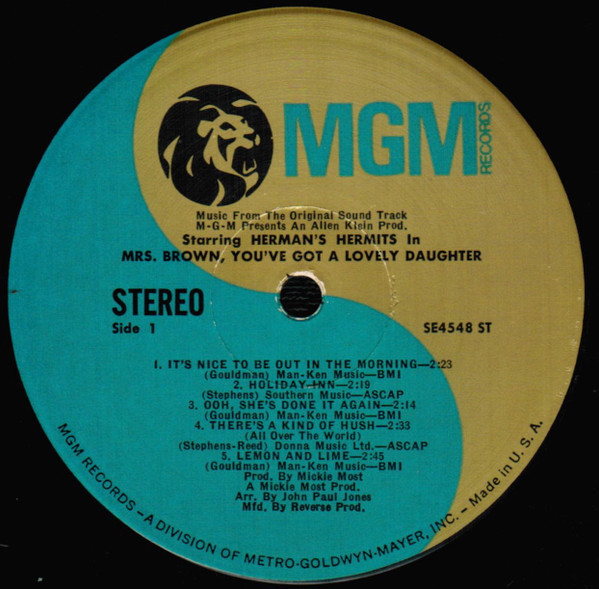 MGM RECORDS
Music From The Original Sound Track
M-G-M Presents An Allen Klein Prod.
Starring HERMAN'S HERMITS In
MRS. BROWN, YOU'VE GOT A LOVELY DAUGHTER
STEREO
Side 1
SE4548 ST
1. IT'S NICE TO BE OUT IN THE MORNING—2:23
(Gouldman) Man-Ken Music—BMI
2. HOLIDAY INN—2:19
(Stephens) Southern Music—ASCAP
3. OOH, SHE'S DONE IT AGAIN—2:14
(Gouldman) Man-Ken Music—BMI
4. THERE'S A KIND OF HUSH—2:33
(All Over The World)
(Stephens-Reed) Donna Music Ltd.—ASCAP
5. LEMON AND LIME—2:45
(Gouldman) Man-Ken Music—BMI
Prod. By Mickie Most
A Mickie Most Prod.
Arr. By John Paul Jones
Mfd. By Reverse Prod.
MGM RECORDS – A DIVISION OF METRO-GOLDWYN-MAYER, INC. – Made in U. S. A.